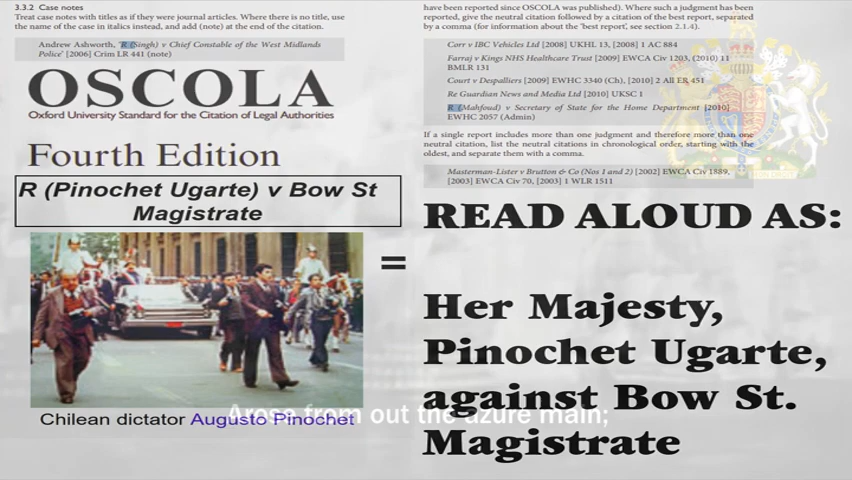 3.3.2 Case notes
Treat case notes with titles as if they were journal articles. Where there is no title, use
the name of the case in italics instead, and add (note) at the end of the citation.
Andrew Ashworth, 'R (Singh) v Chief Constable of the West Midlands
Police' [2006] Crim LR 441 (note)
OSCOLA
Oxford University Standard for the Citation of Legal Authorities
Fourth Edition
R (Pinochet Ugarte) v Bow St
Magistrate
Chilean dictator Augusto Pinochet
=
have been reported since OSCOLA was published). Where such a judgment has been
reported, give the neutral citation followed by a citation of the best report, separated
by a comma (for information about the 'best report', see section 2.1.4).
Corr v IBC Vehicles Ltd [2008] UKHL 13, [2008] 1 AC 884
Farraj v Kings NHS Healthcare Trust [2009] EWCA Civ 1203, (2010) 11
BMLR 131
Court v Despalliers [2009] EWHC 3340 (Ch), [2010] 2 All ER 451
Re Guardian News and Media Ltd [2010] UKSC 1
R (Mahfoud) v Secretary of State for the Home Department [2010]
EWHC 2057 (Admin)
If a single report includes more than one judgment and therefore more than one
neutral citation, list the neutral citations in chronological order, starting with the
oldest, and separate them with a comma.
Masterman-Lister v Brutton & Co (Nos 1 and 2) [2002] EWCA Civ 1889,
[2003] EWCA Civ 70, [2003] 1 WLR 1511
READ ALOUD AS:
Her Majesty,
Pinochet Ugarte,
against Bow St.
Magistrate
Arose from out the azure main;